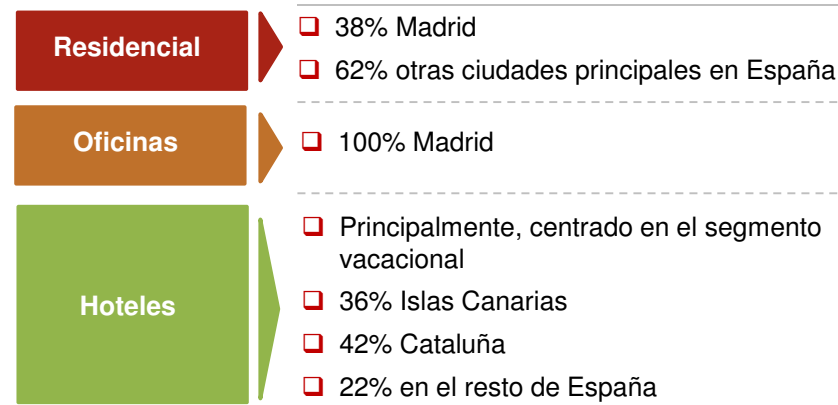 Residencial
38% Madrid
62% otras ciudades principales en España
Oficinas
100% Madrid
Hoteles
Principalmente, centrado en el segmento
vacacional
36% Islas Canarias
42% Cataluña
22% en el resto de España